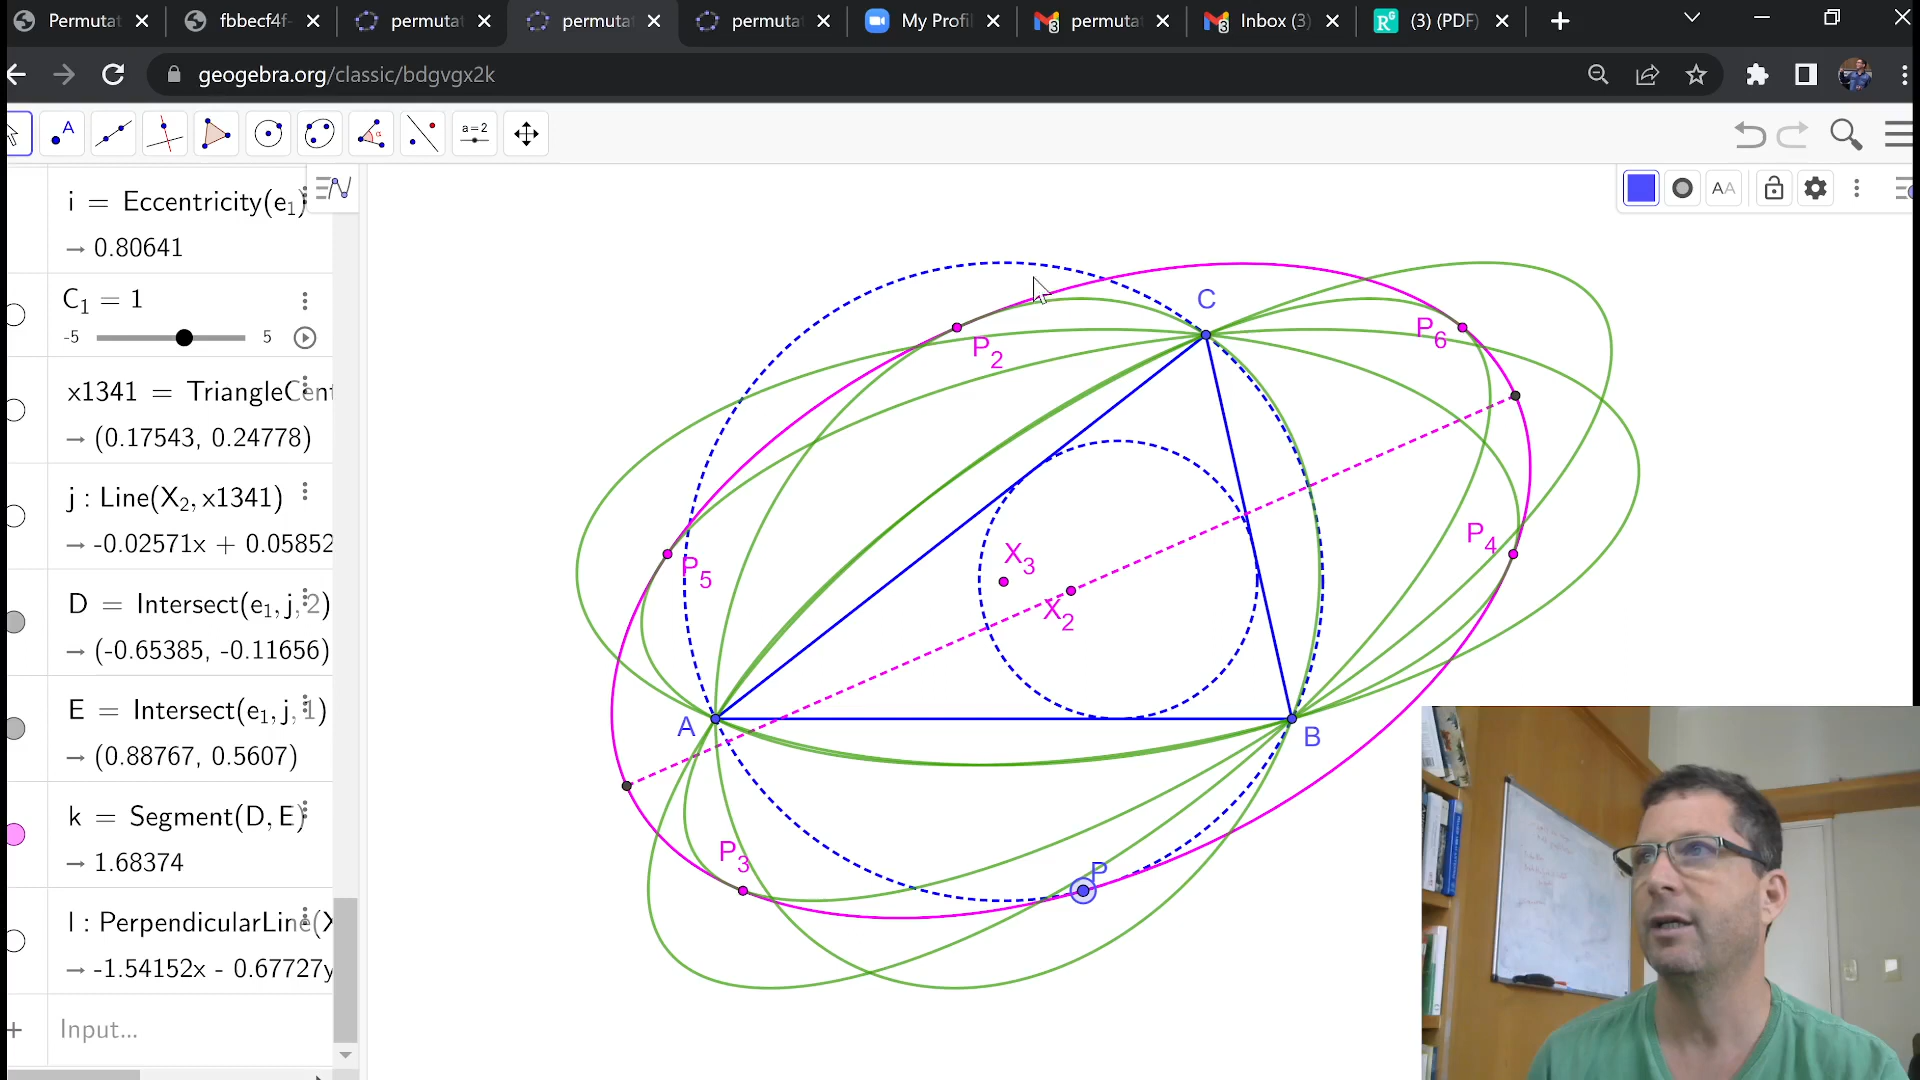 Permutat
fbbecf4f-
permutat
permutat
permutat
My Profil
permutat
Inbox (3)
(3) (PDF)
geogebra.org/classic/bdgvgx2k
A
a=2
i = Eccentricity(e1)
→ 0.80641
C1 = 1
-5
5
x1341 = TriangleCent
→ (0.17543, 0.24778)
j : Line(X2, x1341)
→ -0.02571x + 0.05852
D = Intersect(e1, j, 2)
→ (-0.65385, -0.11656)
E = Intersect(e1, j, 1)
→ (0.88767, 0.5607)
k = Segment(D, E)
→ 1.68374
l : PerpendicularLine(X
→ -1.54152x - 0.67727y
Input...
AA
C
P6
P2
P4
X3
P5
X2
A
B
P3
P